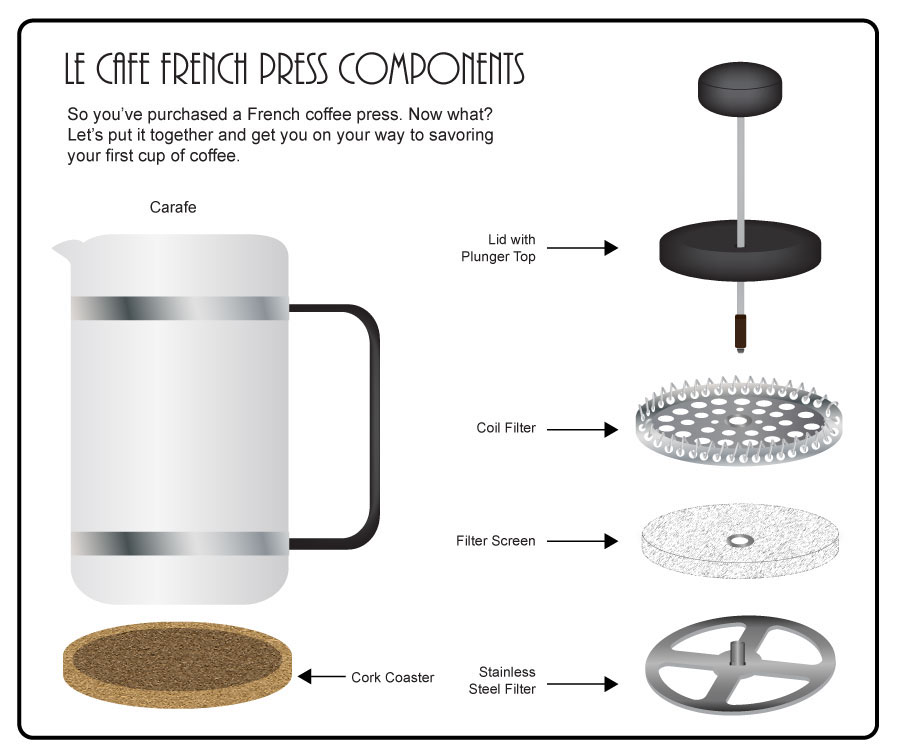 LE CAFE FRENCH PRESS COMPONENTS
So you've purchased a French coffee press. Now what?
Let's put it together and get you on your way to savoring
your first cup of coffee.
Carafe
Lid with
Plunger Top
Coil Filter
Filter Screen
Stainless
Steel Filter
Cork Coaster